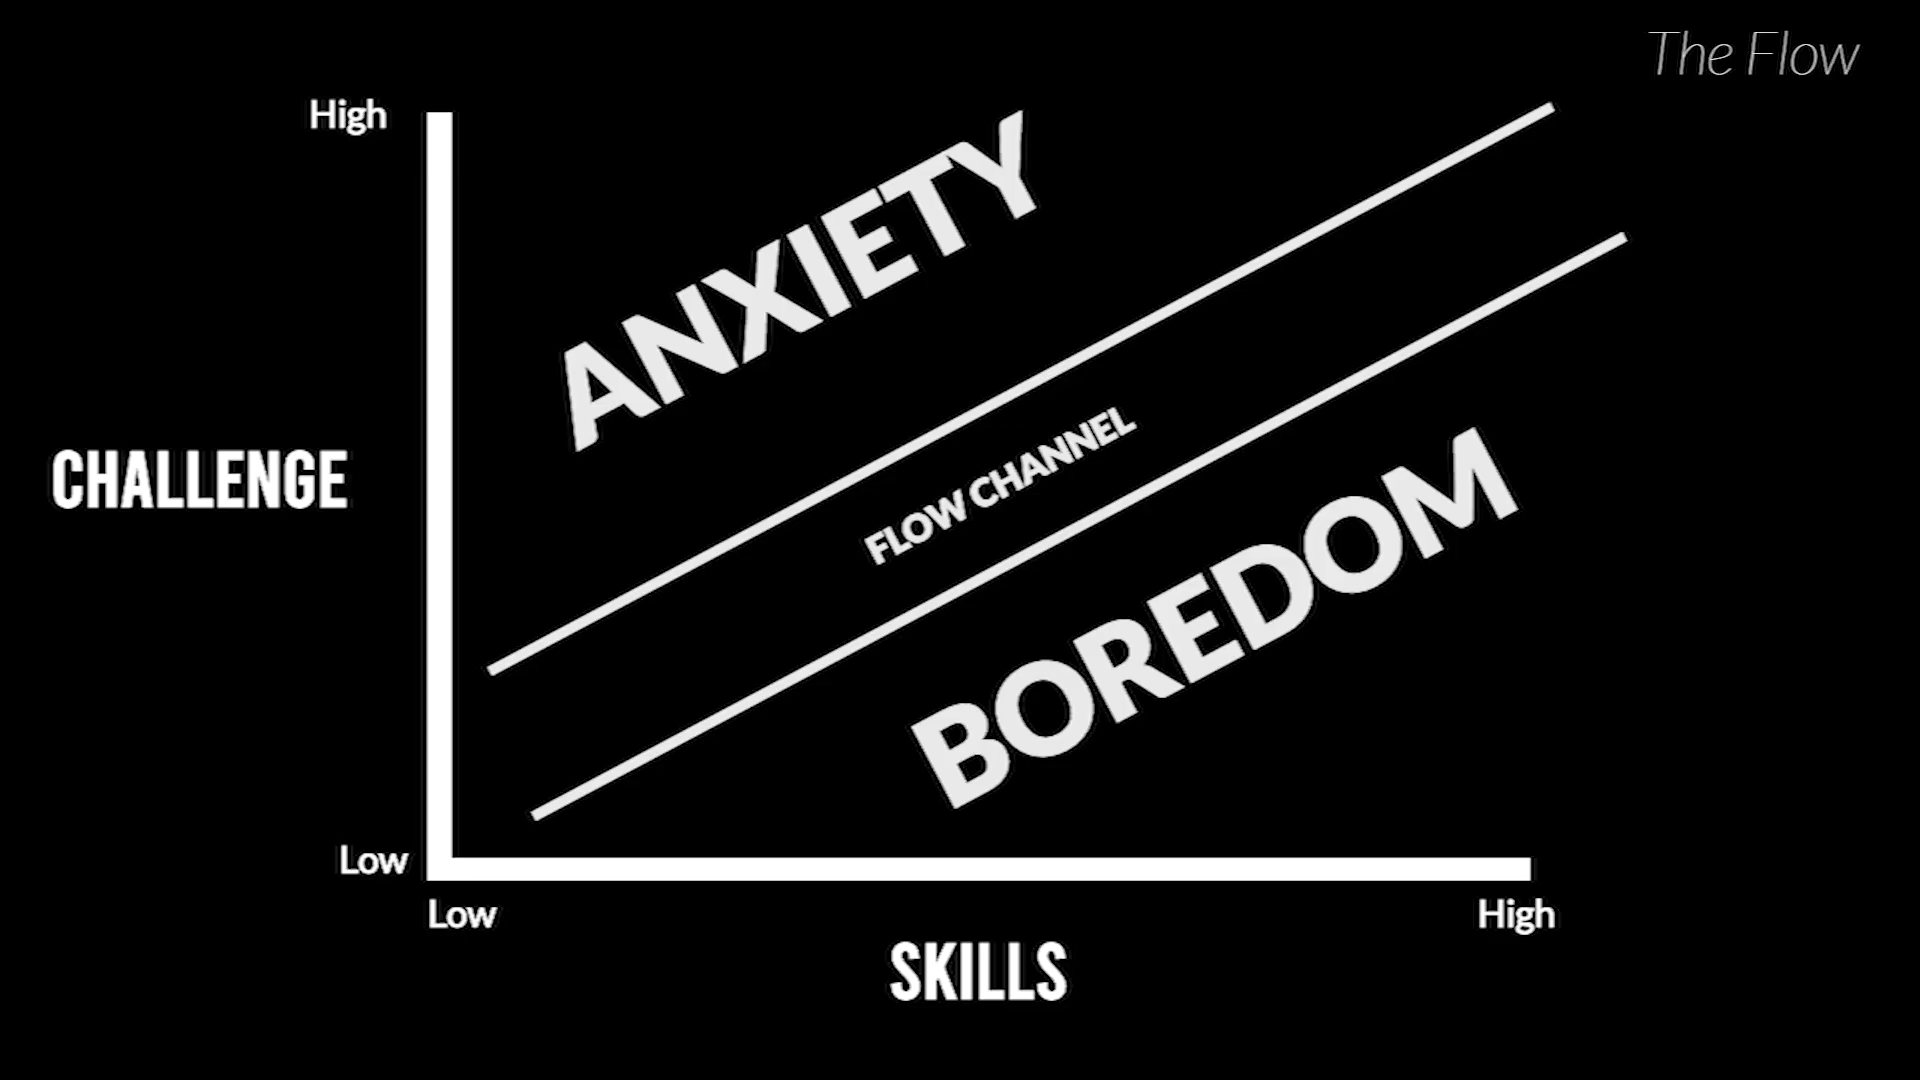 The Flow
High
ANXIETY
CHALLENGE
FLOW CHANNEL
BOREDOM
Low
Low
High
SKILLS